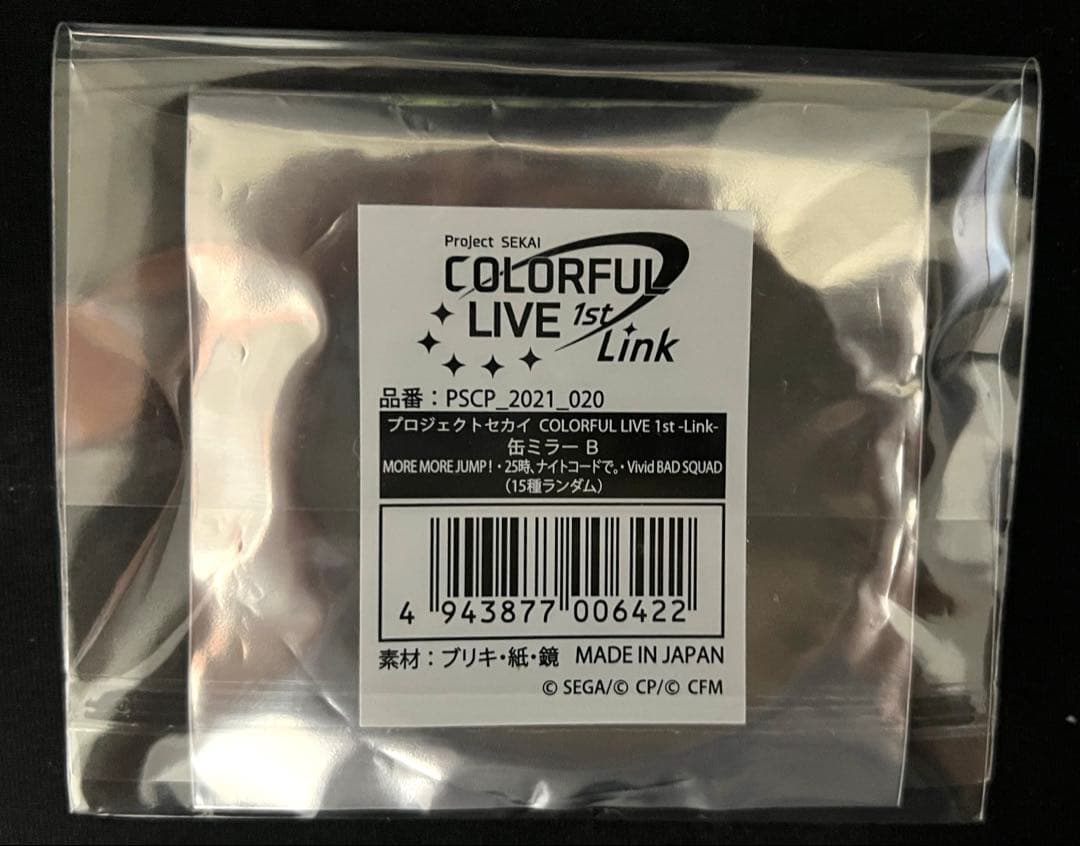 Project SEKAI
COLORFUL
LIVE 1st
Link
品番：PSCP_2021_020
プロジェクトセカイ COLORFUL LIVE 1st -Link-
缶ミラー B
MORE MORE JUMP！・25時、ナイトコードで。・Vivid BAD SQUAD
（15種ランダム）
4 943877 006422
素材：ブリキ・紙・鏡 MADE IN JAPAN
© SEGA/© CP/© CFM